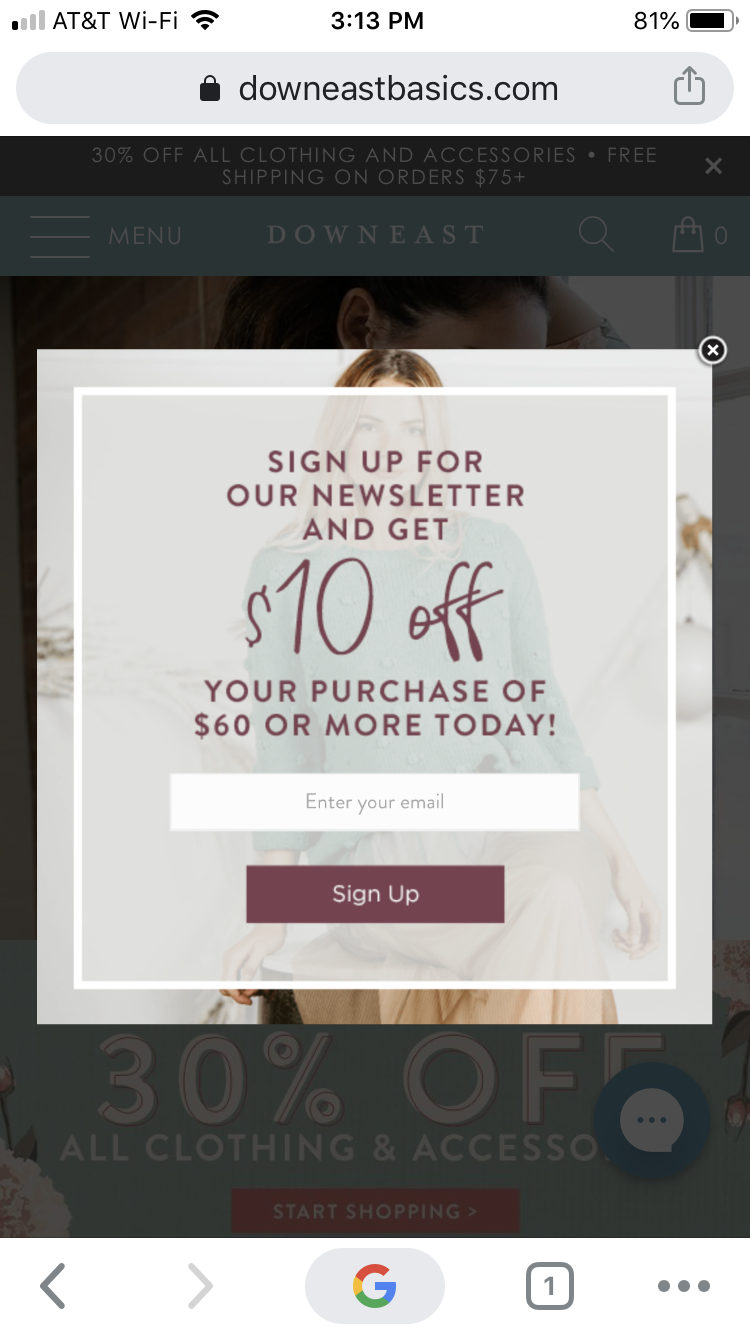 AT&T Wi-Fi 3:13 PM 81%
downeastbasics.com
30% OFF ALL CLOTHING AND ACCESSORIES • FREE
SHIPPING ON ORDERS $75+
MENU DOWNEAST 0
SIGN UP FOR
OUR NEWSLETTER
AND GET
$10 off
YOUR PURCHASE OF
$60 OR MORE TODAY!
Enter your email
Sign Up
30% OFF
ALL CLOTHING & ACCESSO
START SHOPPING >
1